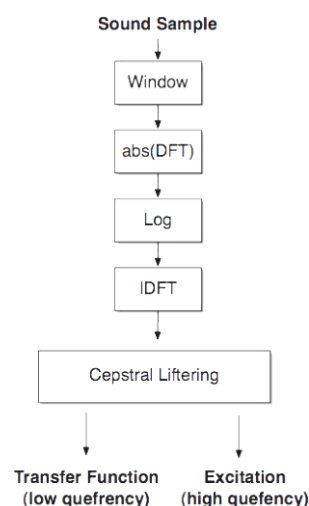 Sound Sample
Window
abs(DFT)
Log
IDFT
Cepstral Liftering
Transfer Function
(low quefrency)
Excitation
(high quefency)